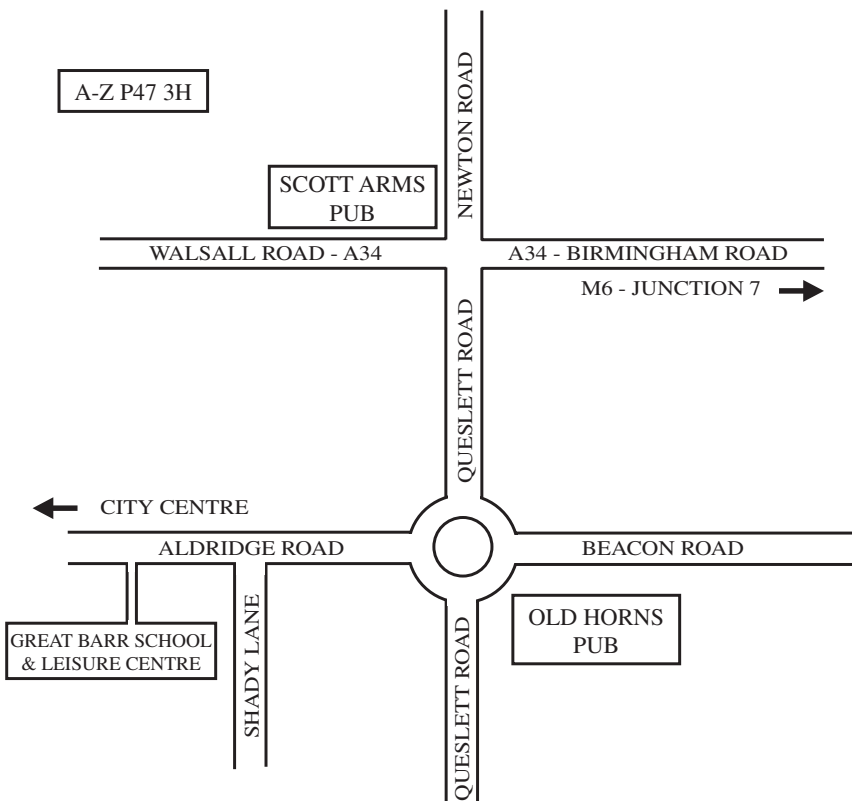 A-Z P47 3H
NEWTON ROAD
SCOTT ARMS
PUB
WALSALL ROAD - A34
A34 - BIRMINGHAM ROAD
M6 - JUNCTION 7
QUESLETT ROAD
CITY CENTRE
ALDRIDGE ROAD
BEACON ROAD
GREAT BARR SCHOOL
& LEISURE CENTRE
SHADY LANE
QUESLETT ROAD
OLD HORNS
PUB